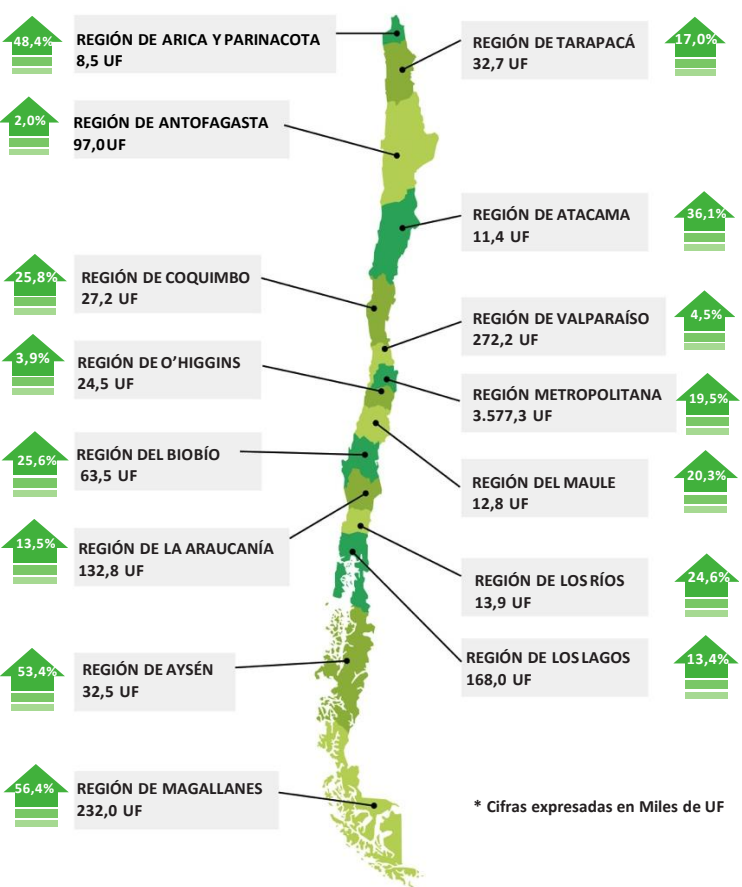 48,4%
REGIÓN DE ARICA Y PARINACOTA
8,5 UF
REGIÓN DE TARAPACÁ
32,7 UF
17,0%
2,0%
REGIÓN DE ANTOFAGASTA
97,0UF
REGIÓN DE ATACAMA
11,4 UF
36,1%
25,8%
REGIÓN DE COQUIMBO
27,2 UF
REGIÓN DE VALPARAÍSO
272,2 UF
4,5%
3,9%
REGIÓN DE O’HIGGINS
24,5 UF
REGIÓN METROPOLITANA
3.577,3 UF
19,5%
25,6%
REGIÓN DEL BIOBÍO
63,5 UF
REGIÓN DEL MAULE
12,8 UF
20,3%
13,5%
REGIÓN DE LA ARAUCANÍA
132,8 UF
REGIÓN DE LOS RÍOS
13,9 UF
24,6%
53,4%
REGIÓN DE AYSÉN
32,5 UF
REGIÓN DE LOS LAGOS
168,0 UF
13,4%
56,4%
REGIÓN DE MAGALLANES
232,0 UF
* Cifras expresadas en Miles de UF